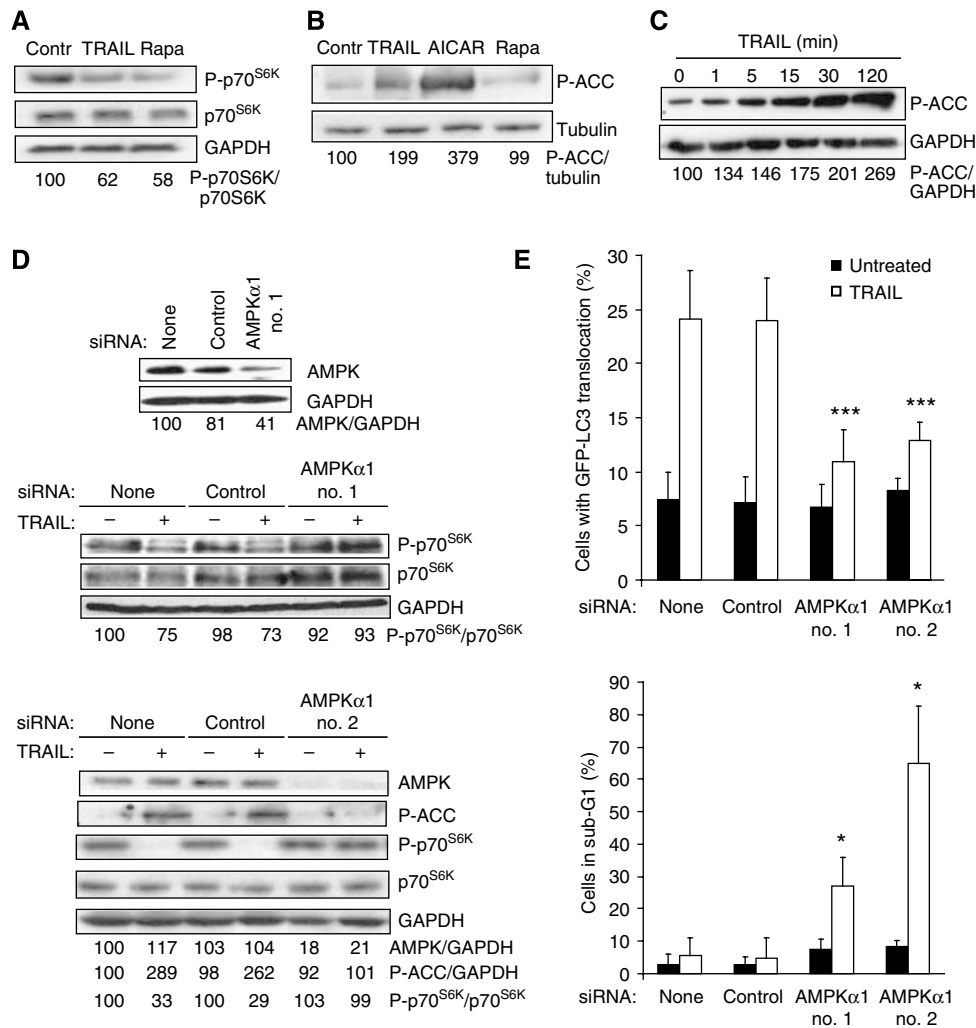 A
Contr TRAIL Rapa
P-p70S6K
p70S6K
GAPDH
100 62 58 P-p70S6K/
p70S6K
B
Contr TRAIL AICAR Rapa
P-ACC
Tubulin
100 199 379 99 P-ACC/
tubulin
C
TRAIL (min)
0 1 5 15 30 120
P-ACC
GAPDH
100 134 146 175 201 269 P-ACC/
GAPDH
D
siRNA: None Control AMPKα1 no. 1
AMPK
GAPDH
100 81 41 AMPK/GAPDH
AMPKα1
siRNA: None Control no. 1
TRAIL: – + – + – +
P-p70S6K
p70S6K
GAPDH
100 75 98 73 92 93 P-p70S6K/p70S6K
AMPKα1
siRNA: None Control no. 2
TRAIL: – + – + – +
AMPK
P-ACC
P-p70S6K
p70S6K
GAPDH
100 117 103 104 18 21 AMPK/GAPDH
100 289 98 262 92 101 P-ACC/GAPDH
100 33 100 29 103 99 P-p70S6K/p70S6K
E
Cells with GFP-LC3 translocation (%)
30
25
20
15
10
5
0
Untreated
TRAIL
*** ***
siRNA: None Control AMPKα1 AMPKα1
no. 1 no. 2
Cells in sub-G1 (%)
90
80
70
60
50
40
30
20
10
0
* *
siRNA: None Control AMPKα1 AMPKα1
no. 1 no. 2